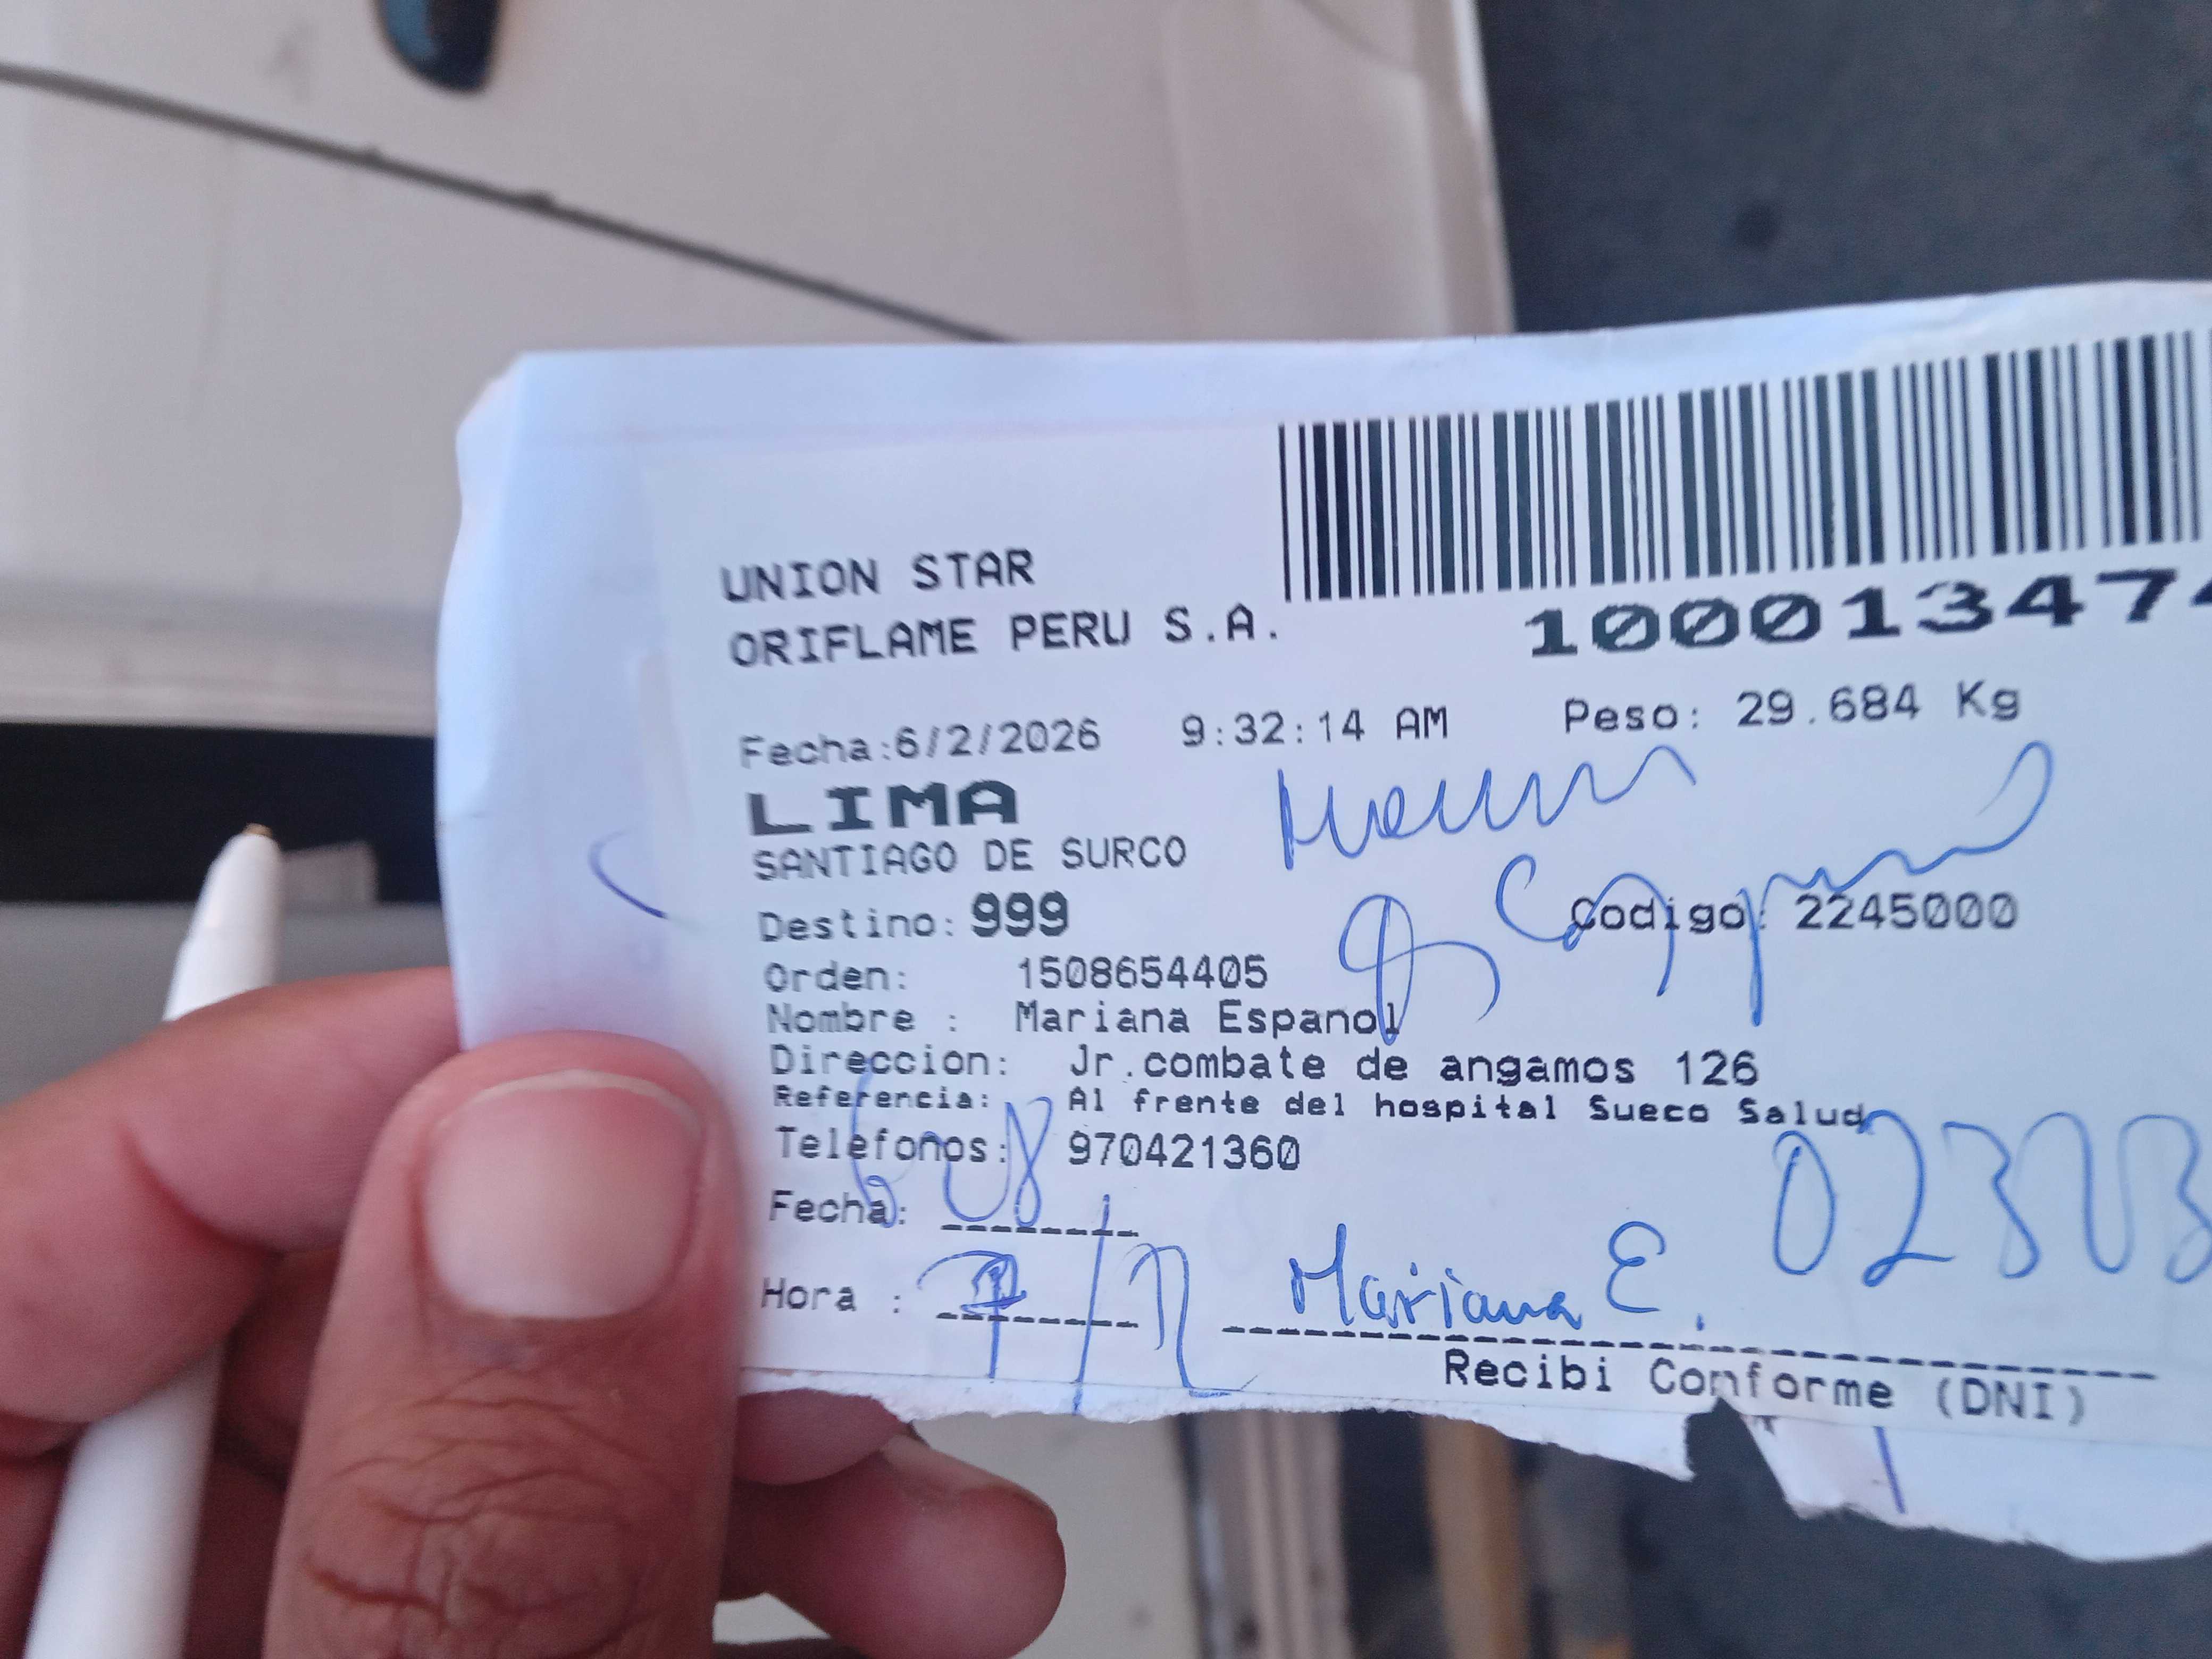 UNION STAR
ORIFLAME PERU S.A.
10001347
Fecha:6/2/2026 9:32:14 AM Peso: 29.684 Kg
LIMA
SANTIAGO DE SURCO
Destino: 999 Codigo: 2245000
Orden: 1508654405
Nombre : Mariana Espanol
Direccion: Jr.combate de angamos 126
Referencia: Al frente del hospital Sueco Salud
Telefonos: 970421360
Fecha:
Hora : Mariana E.
Recibi Conforme (DNI)